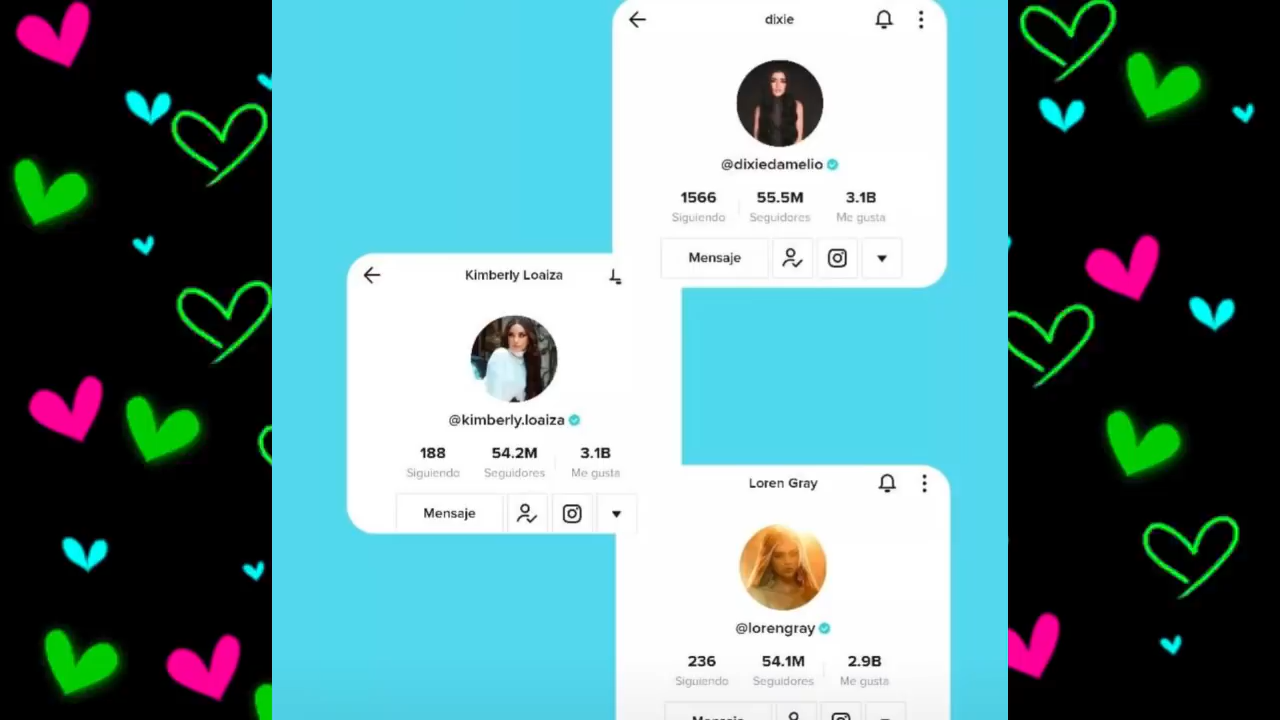 dixie
@dixiedamelio
1566 55.5M 3.1B
Siguiendo Seguidores Me gusta
Mensaje
Kimberly Loaiza
@kimberly.loaiza
188 54.2M 3.1B
Siguiendo Seguidores Me gusta
Mensaje
Loren Gray
@lorengray
236 54.1M 2.9B
Siguiendo Seguidores Me gusta
Mensaje